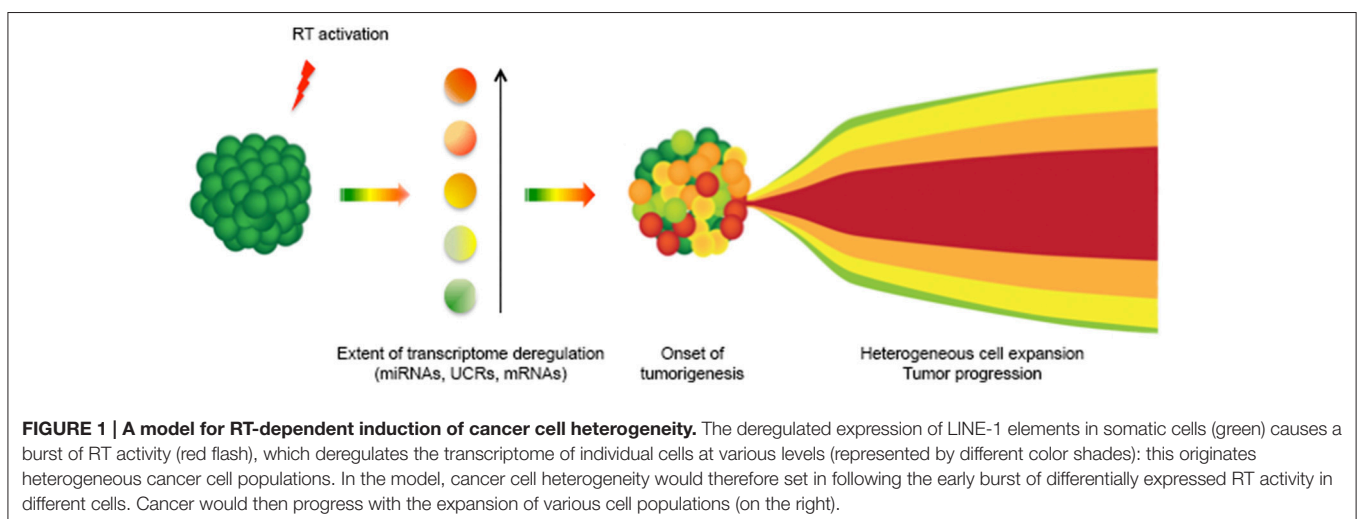 RT activation
Extent of transcriptome deregulation
(miRNAs, UCRs, mRNAs)
Onset of
tumorigenesis
Heterogeneous cell expansion
Tumor progression
FIGURE 1 | A model for RT-dependent induction of cancer cell heterogeneity. The deregulated expression of LINE-1 elements in somatic cells (green) causes a
burst of RT activity (red flash), which deregulates the transcriptome of individual cells at various levels (represented by different color shades): this originates
heterogeneous cancer cell populations. In the model, cancer cell heterogeneity would therefore set in following the early burst of differentially expressed RT activity in
different cells. Cancer would then progress with the expansion of various cell populations (on the right).